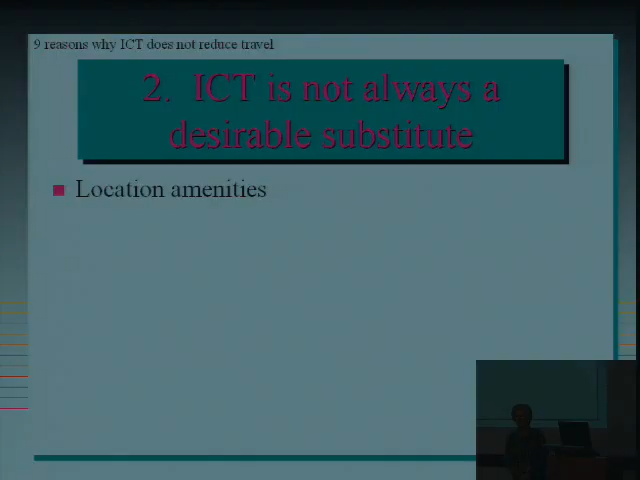 9 reasons why ICT does not reduce travel
2. ICT is not always a
desirable substitute
Location amenities